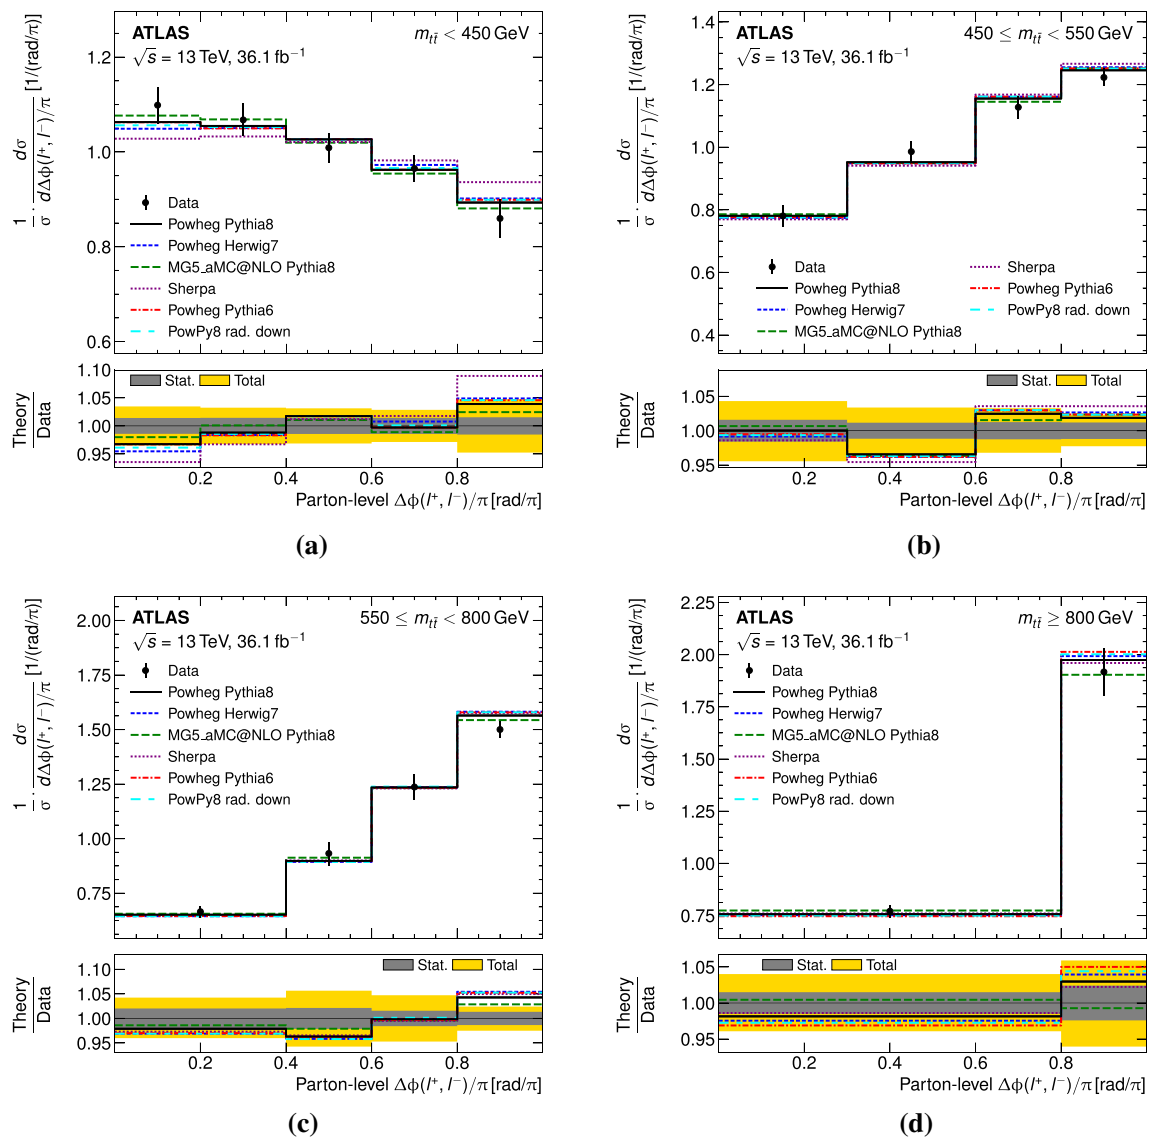 ATLAS
m_{tt̄} < 450 GeV
√s = 13 TeV, 36.1 fb⁻¹
1/σ · dσ/dΔϕ(l⁺, l⁻)/π [1/(rad/π)]
1.2
1.0
0.8
0.6
Data
Powheg Pythia8
Powheg Herwig7
MG5_aMC@NLO Pythia8
Sherpa
Powheg Pythia6
PowPy8 rad. down
Theory
Data
1.10
1.05
1.00
0.95
Stat.
Total
0.2 0.4 0.6 0.8
Parton-level Δϕ(l⁺, l⁻)/π [rad/π]
(a)
ATLAS
450 ≤ m_{tt̄} < 550 GeV
√s = 13 TeV, 36.1 fb⁻¹
1/σ · dσ/dΔϕ(l⁺, l⁻)/π [1/(rad/π)]
1.4
1.2
1.0
0.8
0.6
0.4
Data
Powheg Pythia8
Powheg Herwig7
MG5_aMC@NLO Pythia8
Sherpa
Powheg Pythia6
PowPy8 rad. down
Theory
Data
1.05
1.00
0.95
Stat.
Total
0.2 0.4 0.6 0.8
Parton-level Δϕ(l⁺, l⁻)/π [rad/π]
(b)
ATLAS
550 ≤ m_{tt̄} < 800 GeV
√s = 13 TeV, 36.1 fb⁻¹
1/σ · dσ/dΔϕ(l⁺, l⁻)/π [1/(rad/π)]
2.00
1.75
1.50
1.25
1.00
0.75
Data
Powheg Pythia8
Powheg Herwig7
MG5_aMC@NLO Pythia8
Sherpa
Powheg Pythia6
PowPy8 rad. down
Theory
Data
1.10
1.05
1.00
0.95
Stat.
Total
0.2 0.4 0.6 0.8
Parton-level Δϕ(l⁺, l⁻)/π [rad/π]
(c)
ATLAS
m_{tt̄} ≥ 800 GeV
√s = 13 TeV, 36.1 fb⁻¹
1/σ · dσ/dΔϕ(l⁺, l⁻)/π [1/(rad/π)]
2.25
2.00
1.75
1.50
1.25
1.00
0.75
Data
Powheg Pythia8
Powheg Herwig7
MG5_aMC@NLO Pythia8
Sherpa
Powheg Pythia6
PowPy8 rad. down
Theory
Data
1.05
1.00
0.95
Stat.
Total
0.2 0.4 0.6 0.8
Parton-level Δϕ(l⁺, l⁻)/π [rad/π]
(d)